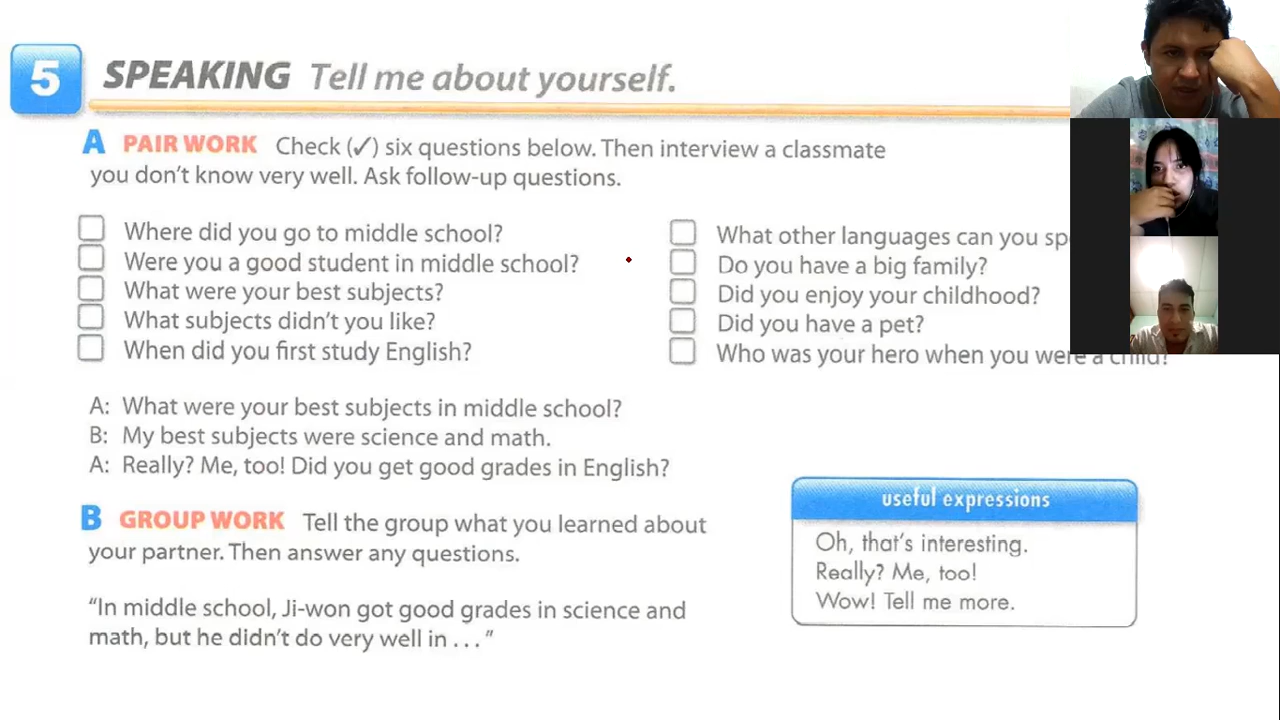 5 SPEAKING Tell me about yourself.
A PAIR WORK Check (✓) six questions below. Then interview a classmate
you don't know very well. Ask follow-up questions.
Where did you go to middle school?
Were you a good student in middle school?
What were your best subjects?
What subjects didn't you like?
When did you first study English?
What other languages can you
Do you have a big family?
Did you enjoy your childhood?
Did you have a pet?
Who was your hero when you were a child?
A: What were your best subjects in middle school?
B: My best subjects were science and math.
A: Really? Me, too! Did you get good grades in English?
B GROUP WORK Tell the group what you learned about
your partner. Then answer any questions.
"In middle school, Ji-won got good grades in science and
math, but he didn't do very well in . . . "
useful expressions
Oh, that's interesting.
Really? Me, too!
Wow! Tell me more.